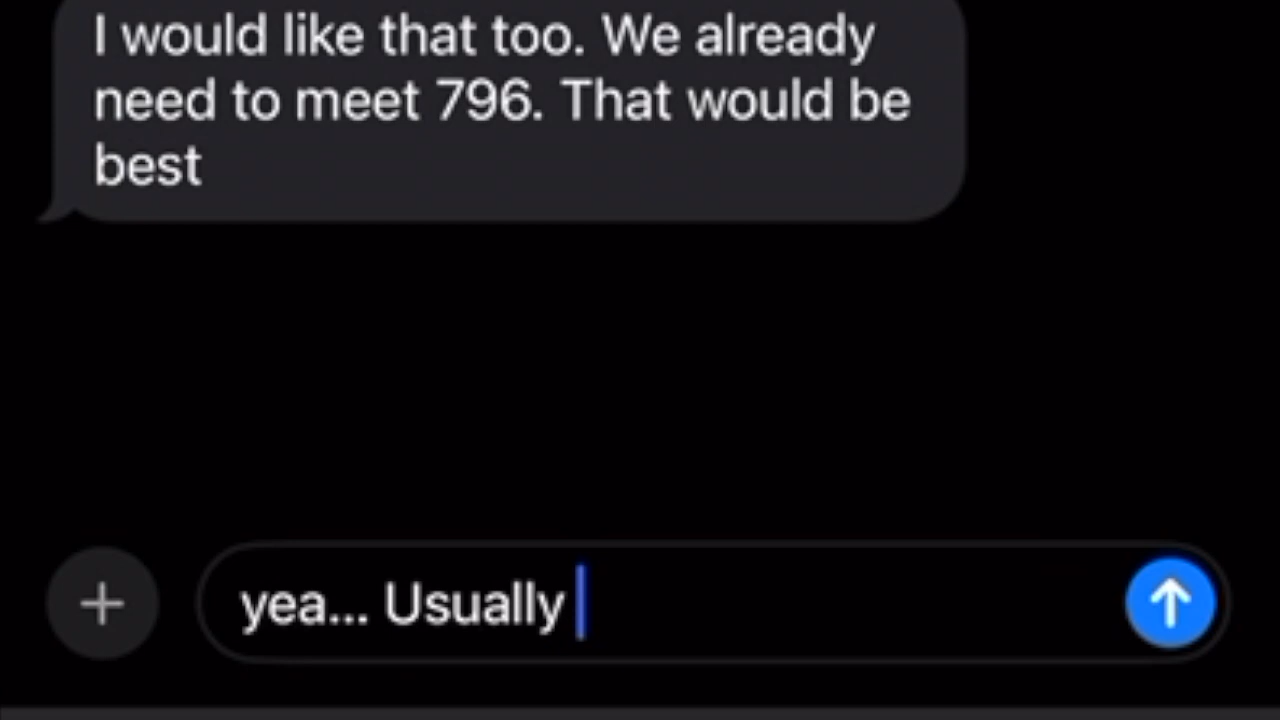 I would like that too. We already
need to meet 796. That would be
best
yea... Usually